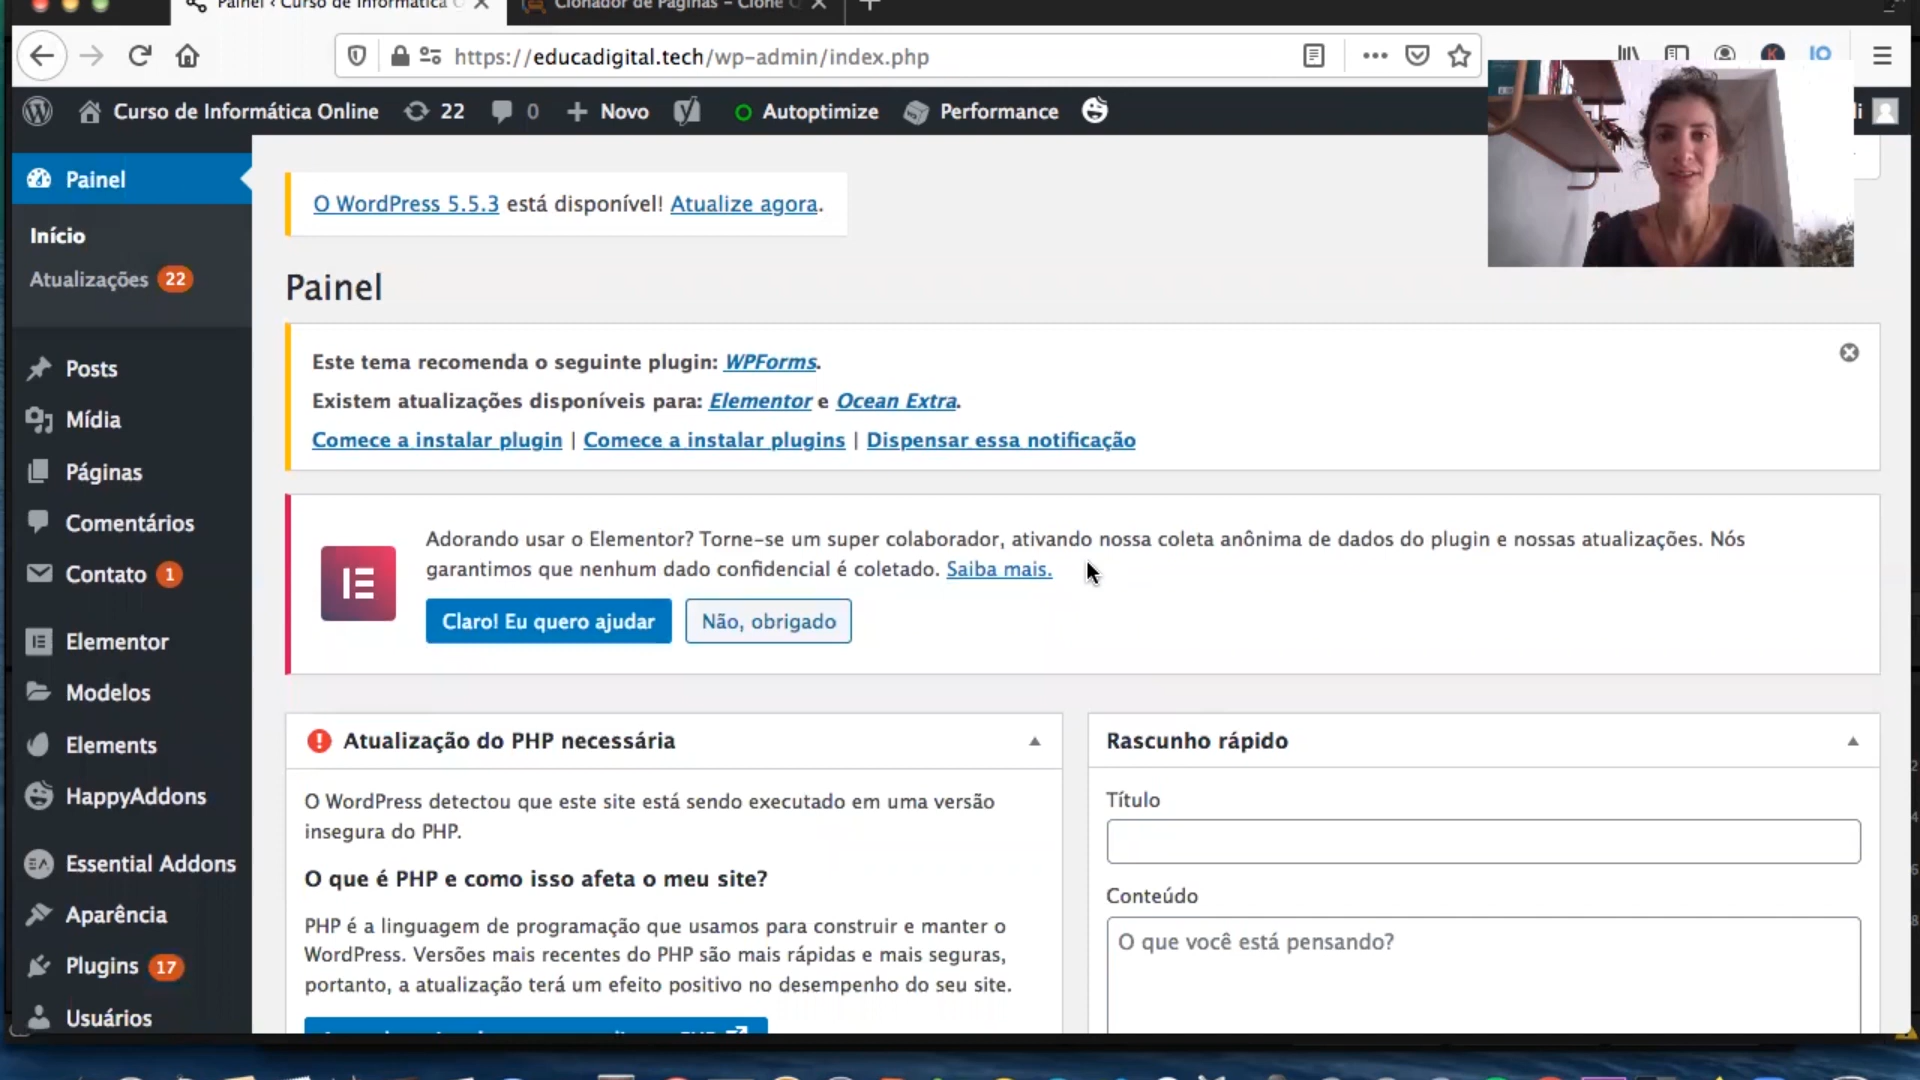 Painel ‹ Curso de Informática
Clonador de Páginas – Clone
https://educadigital.tech/wp-admin/index.php
Curso de Informática Online 22 0 Novo Autoptimize Performance
Painel
Início
Atualizações 22
Posts
Mídia
Páginas
Comentários
Contato 1
Elementor
Modelos
Elements
HappyAddons
Essential Addons
Aparência
Plugins 17
Usuários
O WordPress 5.5.3 está disponível! Atualize agora.
Painel
Este tema recomenda o seguinte plugin: WPForms.
Existem atualizações disponíveis para: Elementor e Ocean Extra.
Comece a instalar plugin | Comece a instalar plugins | Dispensar essa notificação
Adorando usar o Elementor? Torne-se um super colaborador, ativando nossa coleta anônima de dados do plugin e nossas atualizações. Nós
garantimos que nenhum dado confidencial é coletado. Saiba mais.
Claro! Eu quero ajudar Não, obrigado
Atualização do PHP necessária
O WordPress detectou que este site está sendo executado em uma versão
insegura do PHP.
O que é PHP e como isso afeta o meu site?
PHP é a linguagem de programação que usamos para construir e manter o
WordPress. Versões mais recentes do PHP são mais rápidas e mais seguras,
portanto, a atualização terá um efeito positivo no desempenho do seu site.
Rascunho rápido
Título
Conteúdo
O que você está pensando?